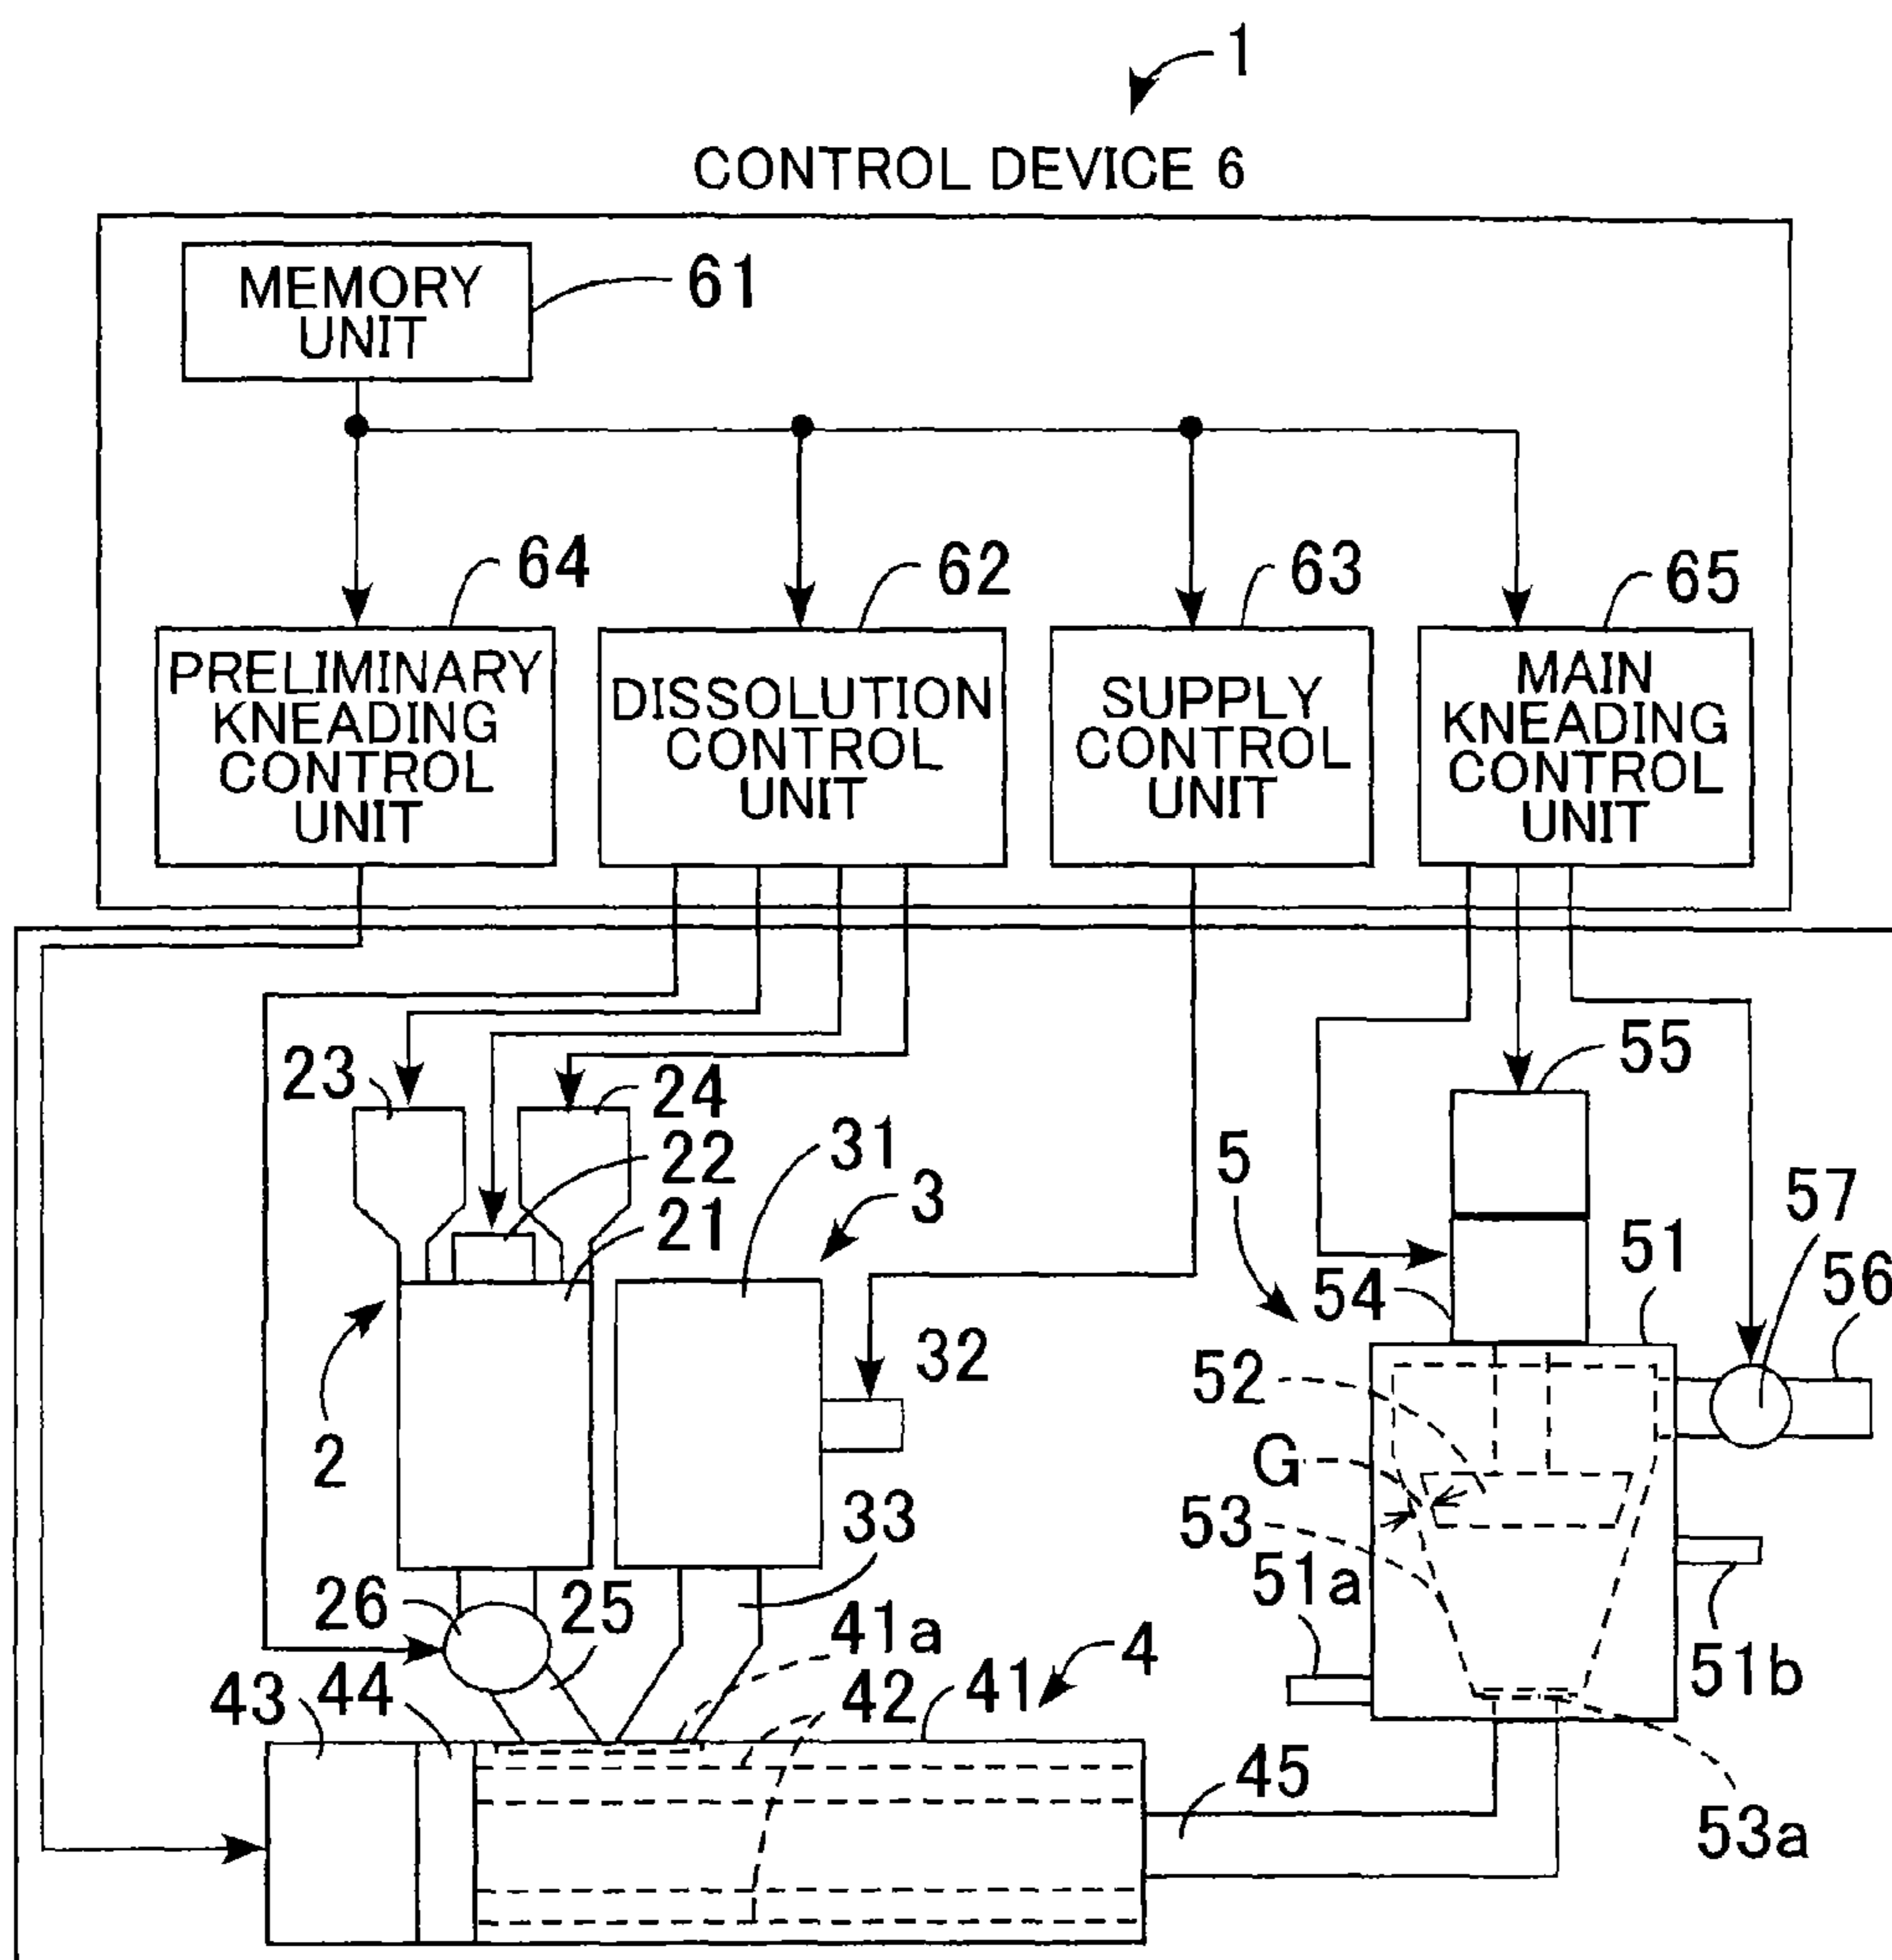 1
CONTROL DEVICE 6
MEMORY
UNIT
61
64
62
63
65
PRELIMINARY
KNEADING
CONTROL
UNIT
DISSOLUTION
CONTROL
UNIT
SUPPLY
CONTROL
UNIT
MAIN
KNEADING
CONTROL
UNIT
23
24
22
21
31
3
55
5
57
51
56
54
32
52
2
G
53
33
51a
26
25
41a
4
51b
43
44
42
41
45
53a